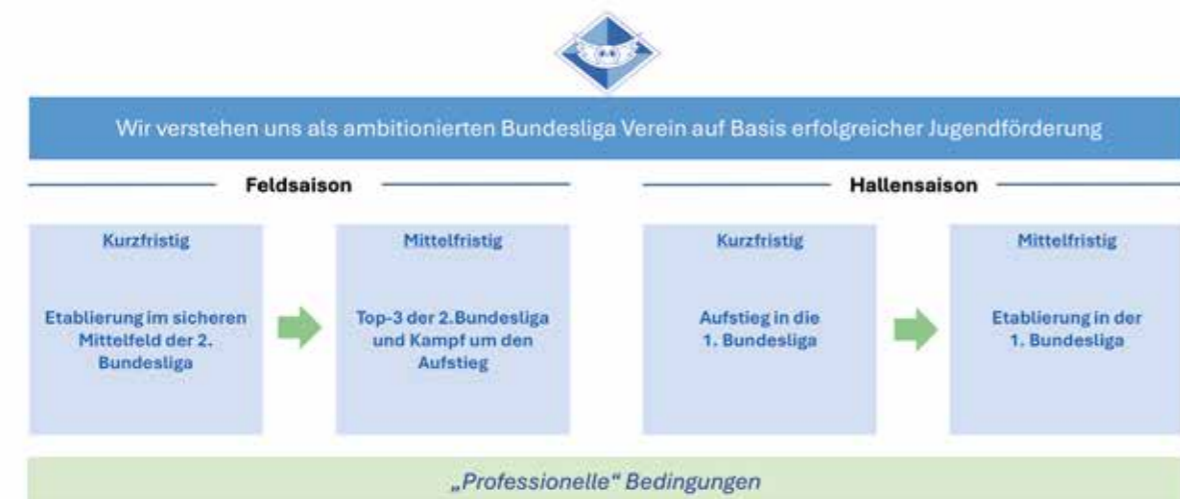 Wir verstehen uns als ambitionierten Bundesliga Verein auf Basis erfolgreicher Jugendförderung
Feldsaison
Kurzfristig
Etablierung im sicheren
Mittelfeld der 2.
Bundesliga
Mittelfristig
Top-3 der 2.Bundesliga
und Kampf um den
Aufstieg
Hallensaison
Kurzfristig
Aufstieg in die
1. Bundesliga
Mittelfristig
Etablierung in der
1. Bundesliga
„Professionelle“ Bedingungen